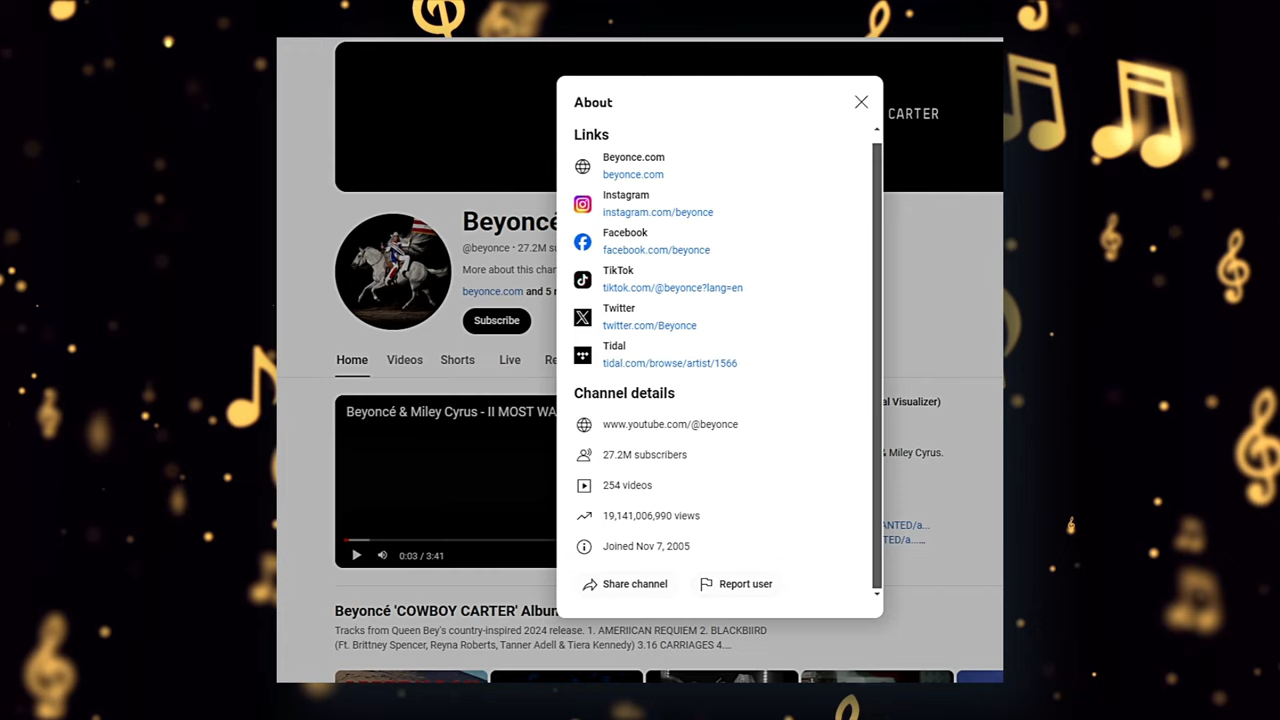 CARTER
About
Links
Beyonce.com
beyonce.com
Instagram
instagram.com/beyonce
Facebook
facebook.com/beyonce
TikTok
tiktok.com/@beyonce?lang=en
Twitter
twitter.com/Beyonce
Tidal
tidal.com/browse/artist/1566
Channel details
www.youtube.com/@beyonce
27.2M subscribers
254 videos
19,141,006,990 views
Joined Nov 7, 2005
Share channel Report user
Beyoncé
@beyonce · 27.2M su
More about this chan
beyonce.com and 5 m
Subscribe
Home Videos Shorts Live Re
Beyoncé & Miley Cyrus - II MOST WA
0:03 / 3:41
al Visualizer)
& Miley Cyrus.
ANTED/a...
TED/a......
Beyoncé 'COWBOY CARTER' Albun
Tracks from Queen Bey's country-inspired 2024 release. 1. AMERIICAN REQUIEM 2. BLACKBIIRD
(Ft. Brittney Spencer, Reyna Roberts, Tanner Adell & Tiera Kennedy) 3.16 CARRIAGES 4....